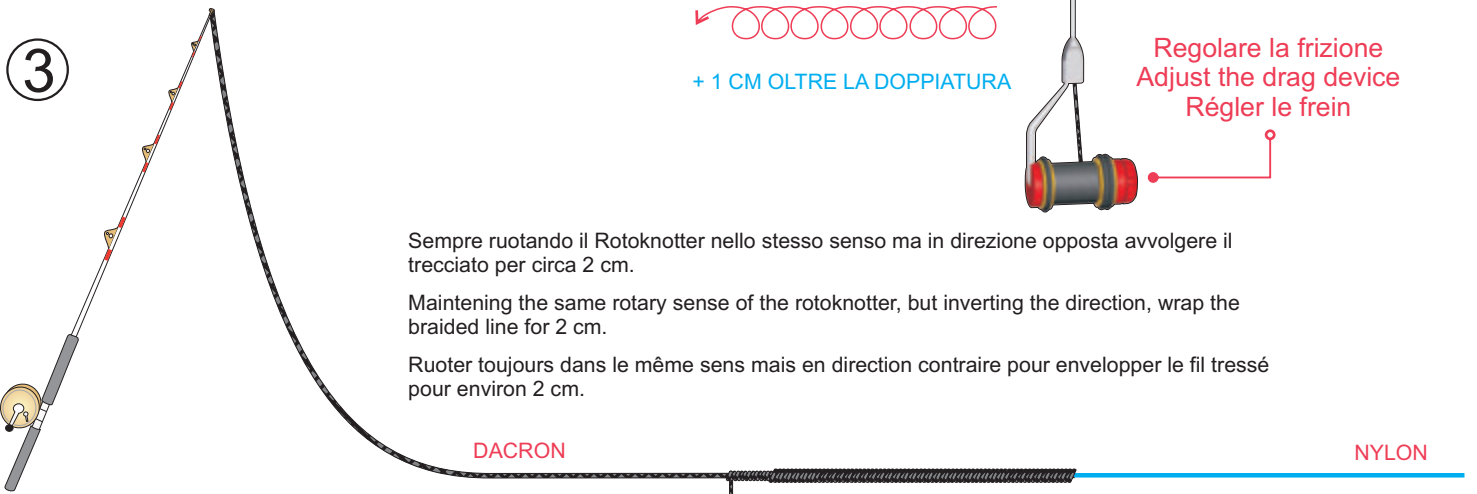 3
+ 1 CM OLTRE LA DOPPIATURA
Regolare la frizione
Adjust the drag device
Régler le frein
Sempre ruotando il Rotoknotter nello stesso senso ma in direzione opposta avvolgere il
trecciato per circa 2 cm.
Maintening the same rotary sense of the rotoknotter, but inverting the direction, wrap the
braided line for 2 cm.
Ruoter toujours dans le même sens mais en direction contraire pour envelopper le fil tressé
pour environ 2 cm.
DACRON
NYLON